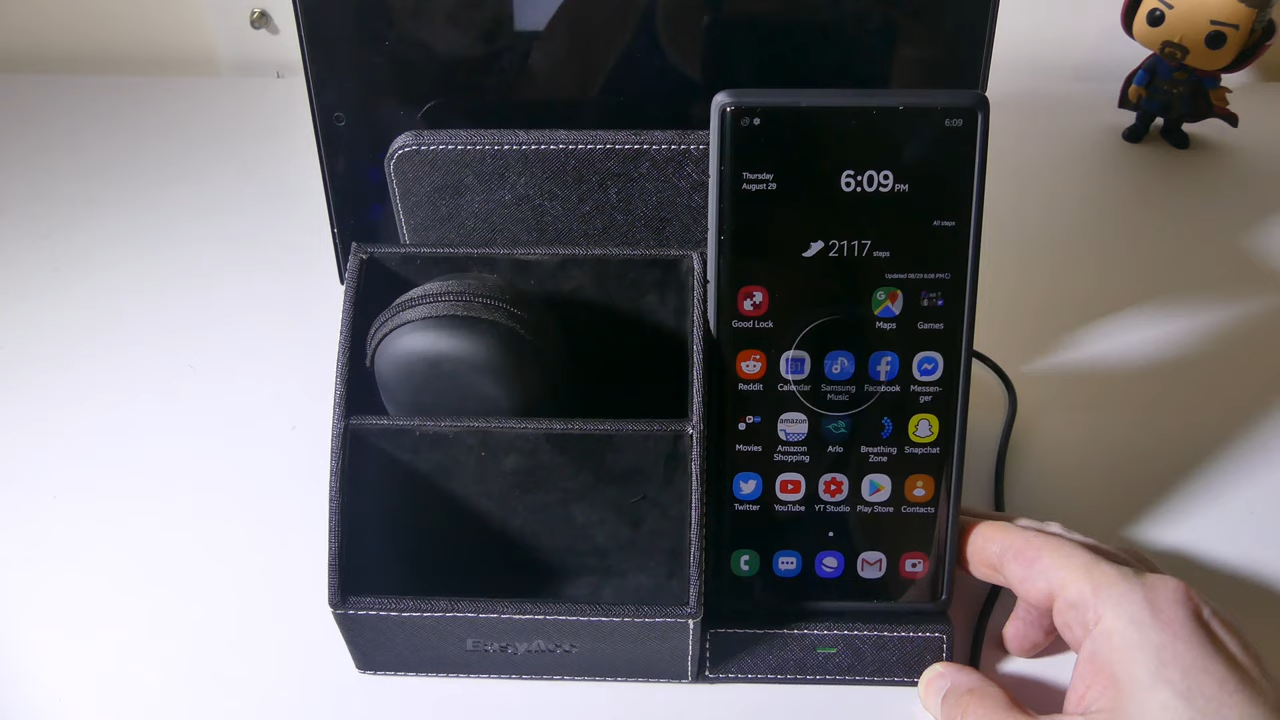 6:09
Thursday
August 29
6:09 PM
All steps
2117 steps
Updated 08/29 6:08 PM
Good Lock
Maps
Games
Reddit
Calendar
Samsung
Music
Facebook
Messen-
ger
Movies
amazon
Amazon
Shopping
Arlo
Breathing
Zone
Snapchat
Twitter
YouTube
YT Studio
Play Store
Contacts
EasyAcc